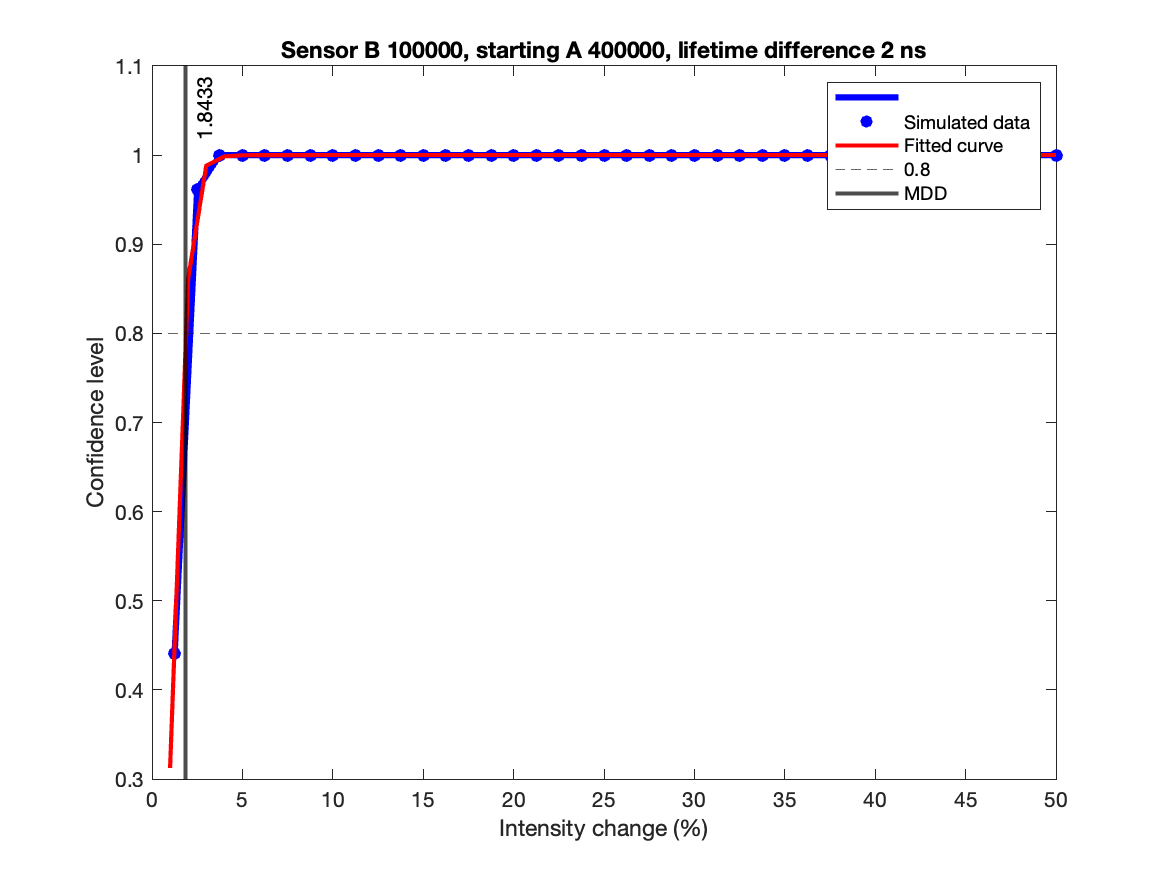 Sensor B 100000, starting A 400000, lifetime difference 2 ns
1.1
1
0.9
0.8
0.7
0.6
0.5
0.4
0.3
Confidence level
1.8433
Simulated data
Fitted curve
0.8
MDD
0 5 10 15 20 25 30 35 40 45 50
Intensity change (%)